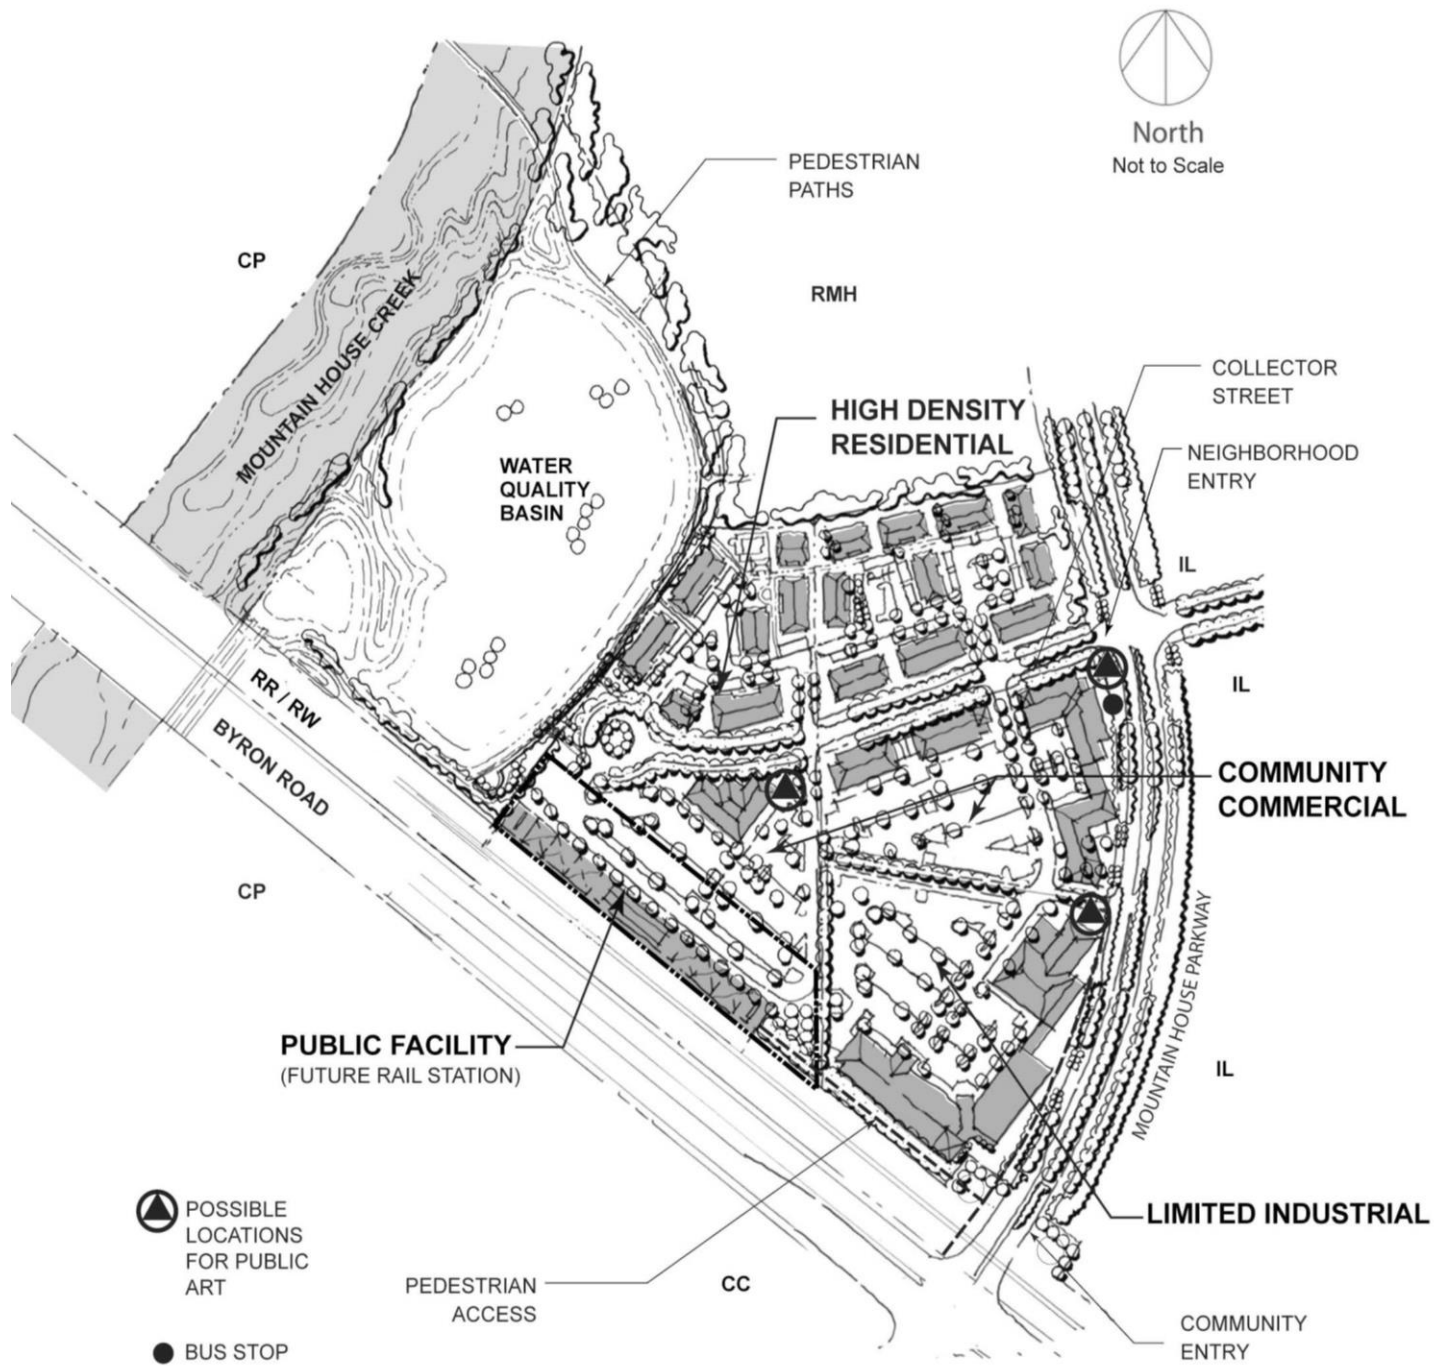 North
Not to Scale
PEDESTRIAN
PATHS
CP
RMH
MOUNTAIN HOUSE CREEK
COLLECTOR
STREET
HIGH DENSITY
RESIDENTIAL
NEIGHBORHOOD
ENTRY
WATER
QUALITY
BASIN
IL
IL
RR / RW
BYRON ROAD
COMMUNITY
COMMERCIAL
CP
MOUNTAIN HOUSE PARKWAY
PUBLIC FACILITY
(FUTURE RAIL STATION)
IL
LIMITED INDUSTRIAL
POSSIBLE
LOCATIONS
FOR PUBLIC
ART
PEDESTRIAN
ACCESS
CC
COMMUNITY
ENTRY
BUS STOP